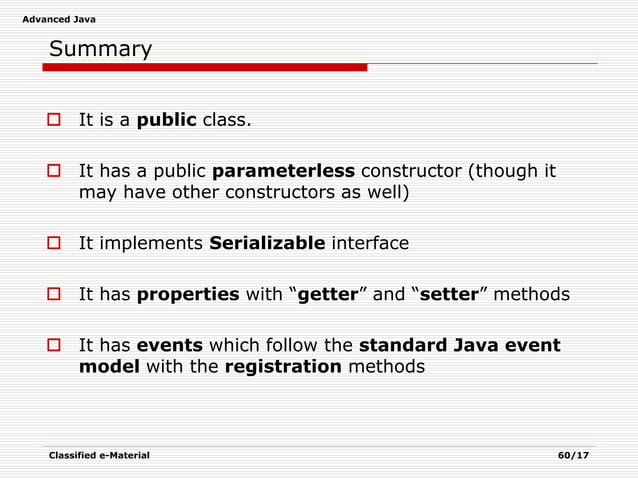 Advanced Java
Summary
It is a public class.
It has a public parameterless constructor (though it
may have other constructors as well)
It implements Serializable interface
It has properties with “getter” and “setter” methods
It has events which follow the standard Java event
model with the registration methods
Classified e-Material
60/17